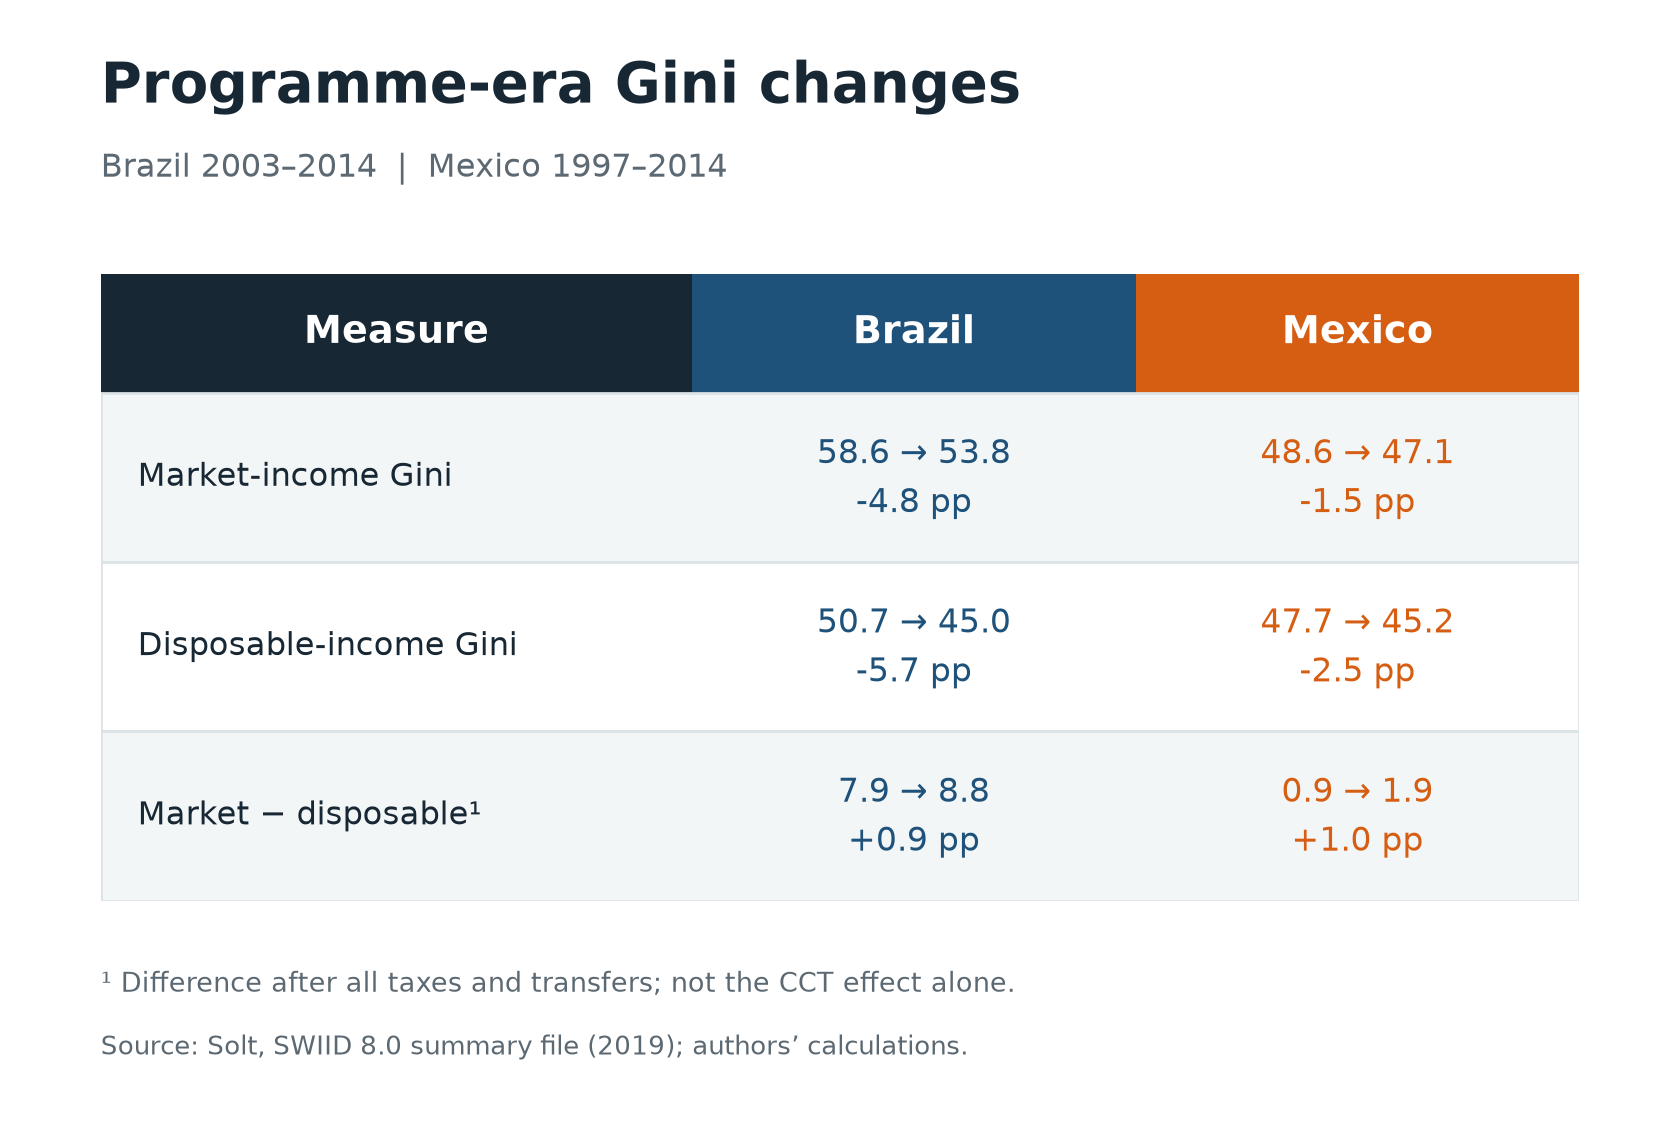 Programme-era Gini changes
Brazil 2003–2014 | Mexico 1997–2014
Measure Brazil Mexico
Market-income Gini
58.6 → 53.8
-4.8 pp
48.6 → 47.1
-1.5 pp
Disposable-income Gini
50.7 → 45.0
-5.7 pp
47.7 → 45.2
-2.5 pp
Market − disposable¹
7.9 → 8.8
+0.9 pp
0.9 → 1.9
+1.0 pp
¹ Difference after all taxes and transfers; not the CCT effect alone.
Source: Solt, SWIID 8.0 summary file (2019); authors’ calculations.